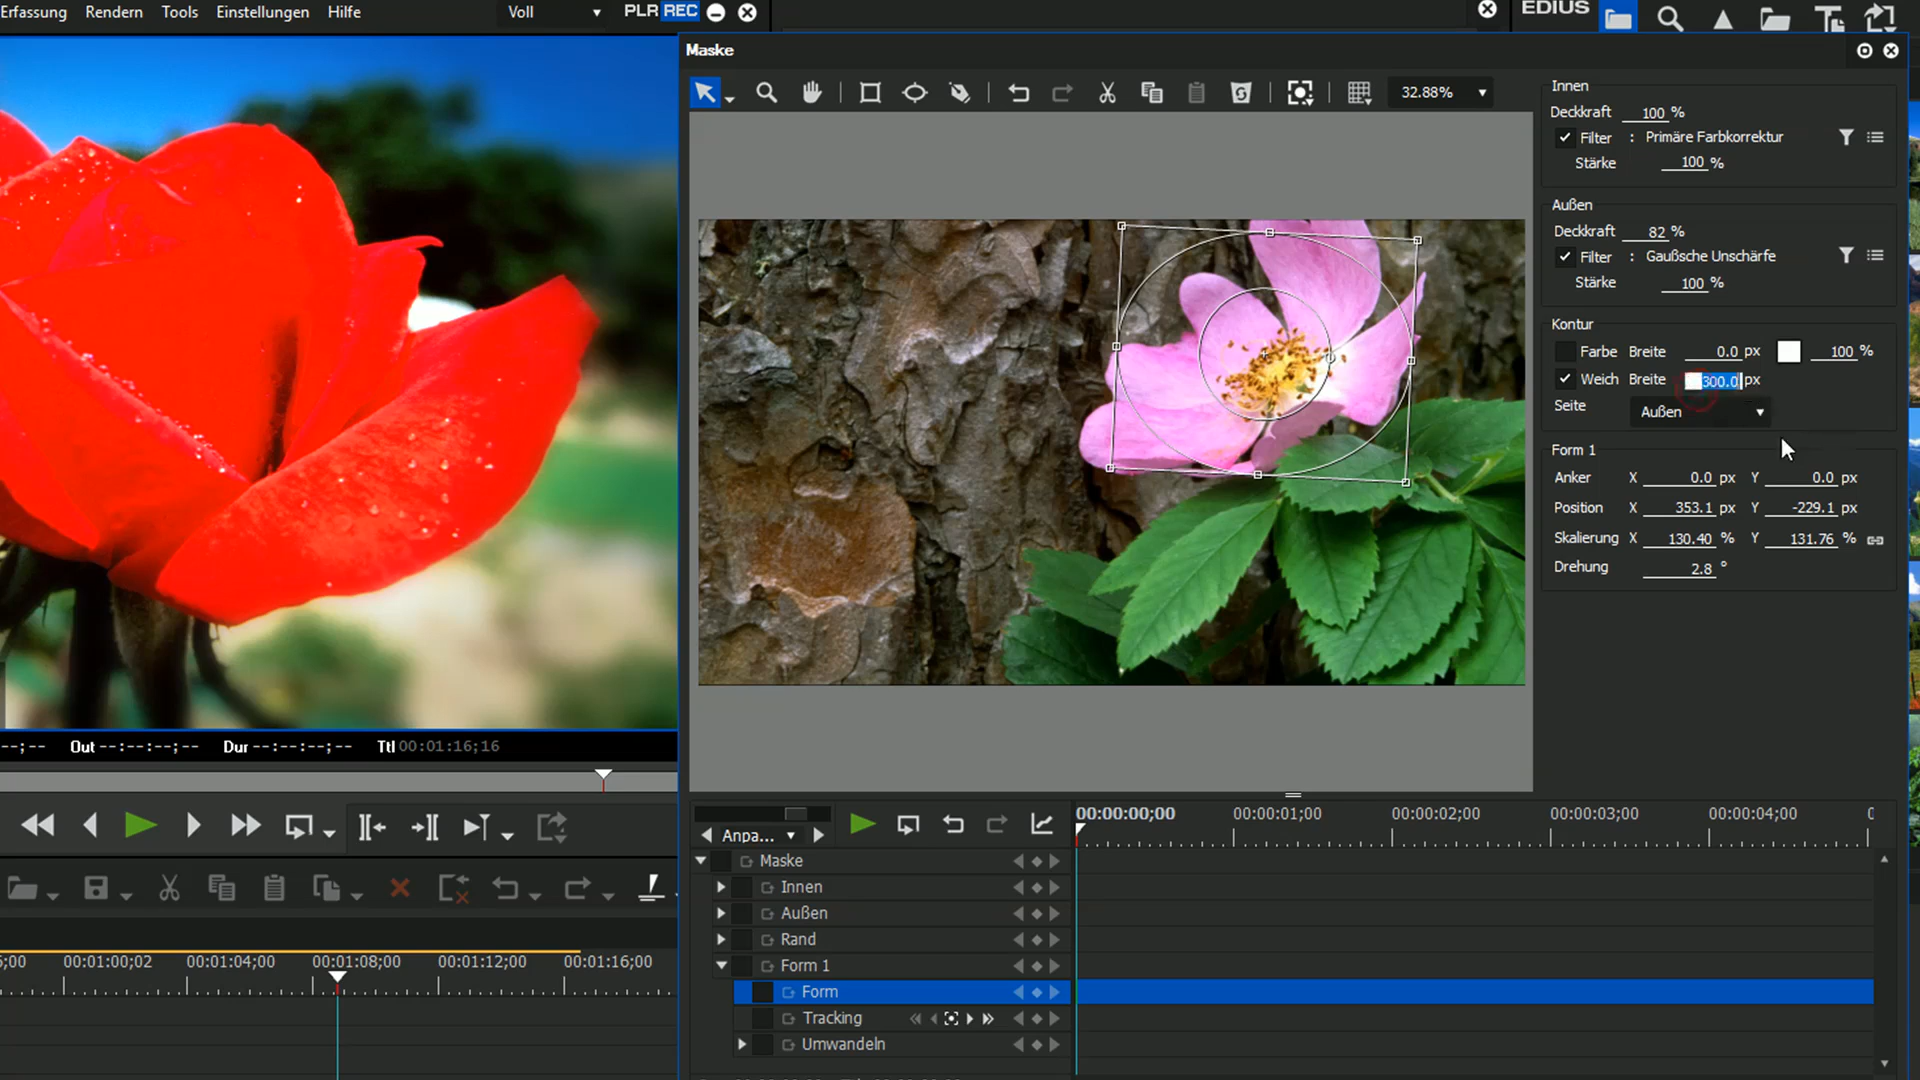 Erfassung Rendern Tools Einstellungen Hilfe Voll PLR REC EDIUS
Maske
32.88%
Innen
Deckkraft 100 %
Filter : Primäre Farbkorrektur
Stärke 100 %
Außen
Deckkraft 82 %
Filter : Gaußsche Unschärfe
Stärke 100 %
Kontur
Farbe Breite 0.0 px 100 %
Weich Breite 300.0 px
Seite Außen
Form 1
Anker X 0.0 px Y 0.0 px
Position X 353.1 px Y -229.1 px
Skalierung X 130.40 % Y 131.76 %
Drehung 2.8 °
--;-- Out --:--:--;-- Dur --:--:--;-- Ttl 00:01:16;16
Anpa...
00:00:00;00 00:00:01;00 00:00:02;00 00:00:03;00 00:00:04;00
Maske
Innen
Außen
Rand
Form 1
Form
Tracking
Umwandeln
;00 00:01:00;02 00:01:04;00 00:01:08;00 00:01:12;00 00:01:16;00